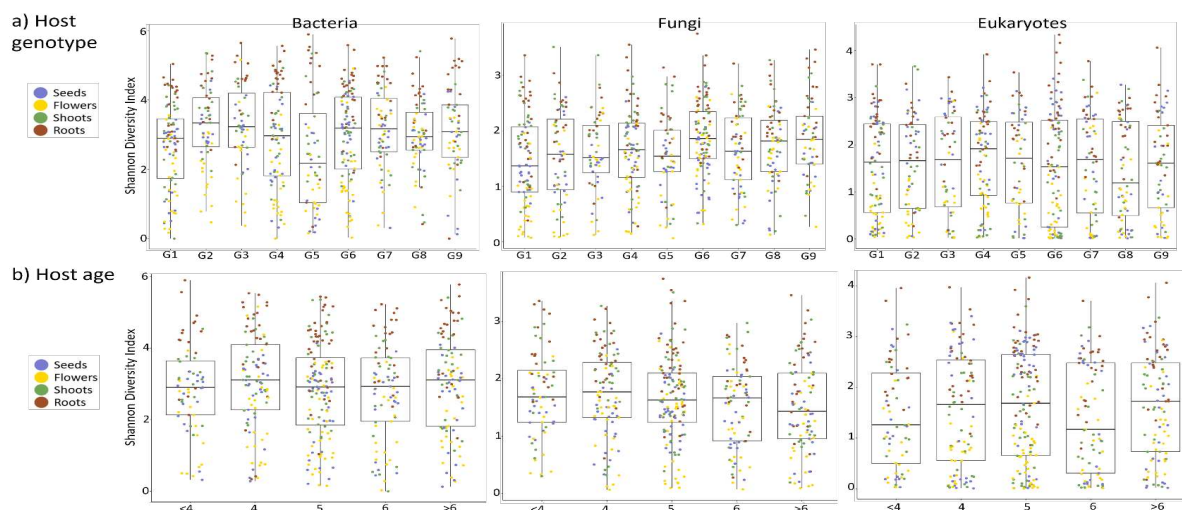 a) Host
genotype
Bacteria
Fungi
Eukaryotes
Seeds
Flowers
Shoots
Roots
Shannon Diversity Index
6
4
2
0
3
2
1
0
4
3
2
1
0
G1 G2 G3 G4 G5 G6 G7 G8 G9
G1 G2 G3 G4 G5 G6 G7 G8 G9
G1 G2 G3 G4 G5 G6 G7 G8 G9
b) Host age
Seeds
Flowers
Shoots
Roots
Shannon Diversity Index
6
4
2
0
3
2
1
0
4
3
2
1
0
<4 4 5 6 >6
<4 4 5 6 >6
<4 4 5 6 >6